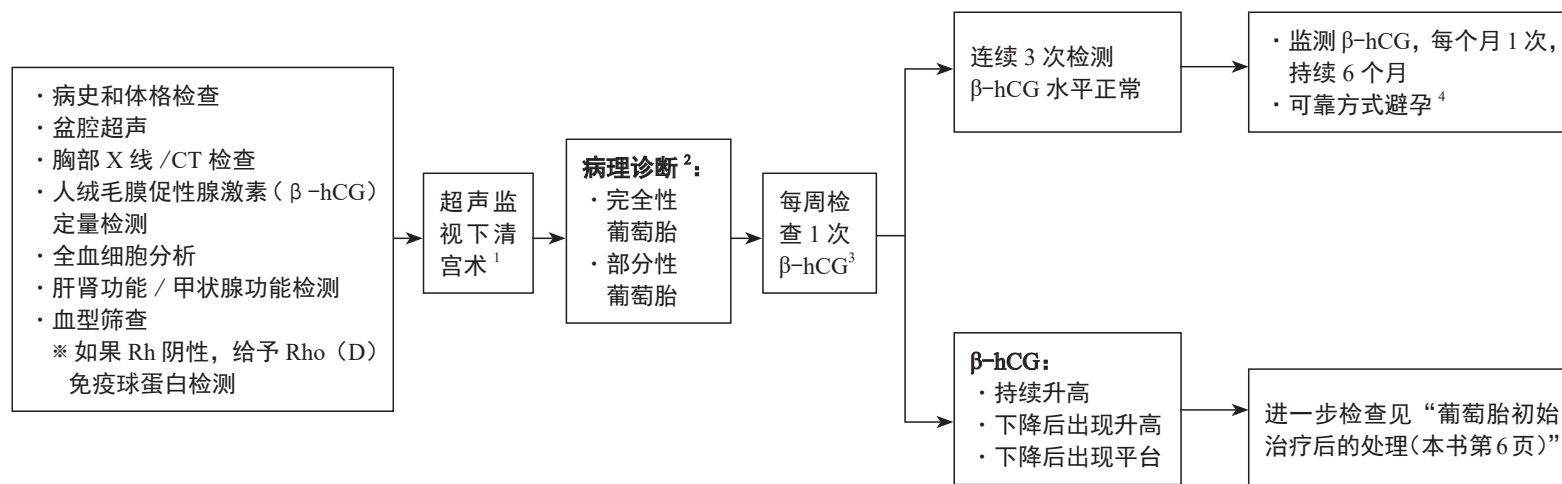 · 病史和体格检查
· 盆腔超声
· 胸部 X 线 /CT 检查
· 人绒毛膜促性腺激素(β-hCG)
定量检测
· 全血细胞分析
· 肝肾功能 / 甲状腺功能检测
· 血型筛查
※ 如果 Rh 阴性，给予 Rho（D）
免疫球蛋白检测
超声监
视下清
宫术 1
病理诊断 2：
· 完全性
葡萄胎
· 部分性
葡萄胎
每周检
查 1 次
β-hCG3
连续 3 次检测
β-hCG 水平正常
· 监测 β-hCG，每个月 1 次，
持续 6 个月
· 可靠方式避孕 4
β-hCG：
· 持续升高
· 下降后出现升高
· 下降后出现平台
进一步检查见“葡萄胎初始
治疗后的处理(本书第6页)”